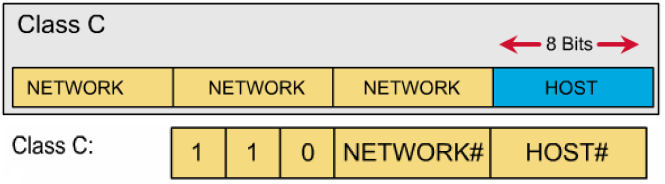 Class C
8 Bits
NETWORK NETWORK NETWORK HOST
Class C: 1 1 0 NETWORK# HOST#